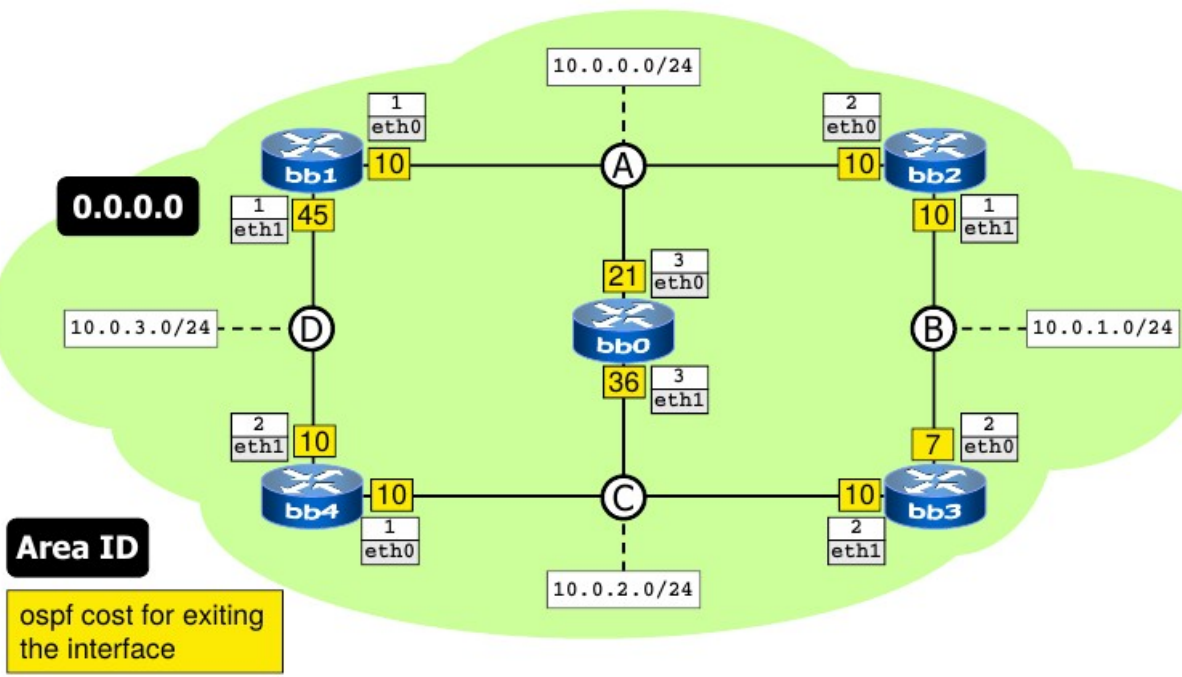 10.0.0.0/24
1
eth0
2
eth0
10
A
10
bb1
bb2
0.0.0.0
1
eth1
45
10
1
eth1
21
3
eth0
10.0.3.0/24
D
bb0
B
10.0.1.0/24
36
3
eth1
2
eth1
10
7
2
eth0
10
C
10
bb4
bb3
1
eth0
2
eth1
Area ID
10.0.2.0/24
ospf cost for exiting
the interface